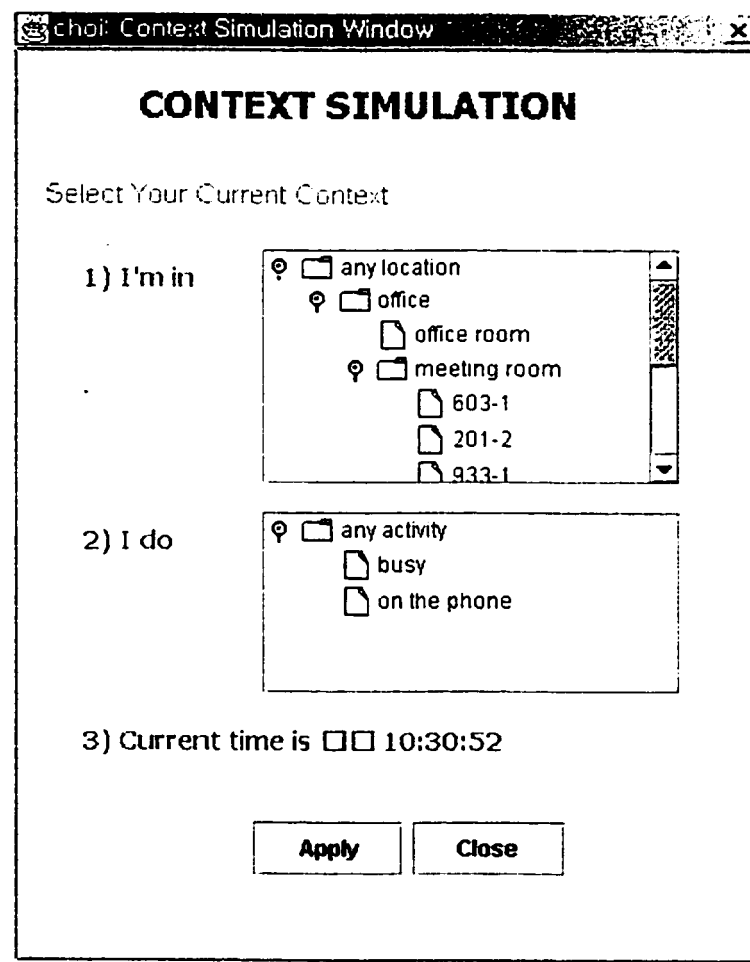 choi: Context Simulation Window
CONTEXT SIMULATION
Select Your Current Context
1) I'm in
any location
office
office room
meeting room
603-1
201-2
933-1
2) I do
any activity
busy
on the phone
3) Current time is □□ 10:30:52
Apply Close